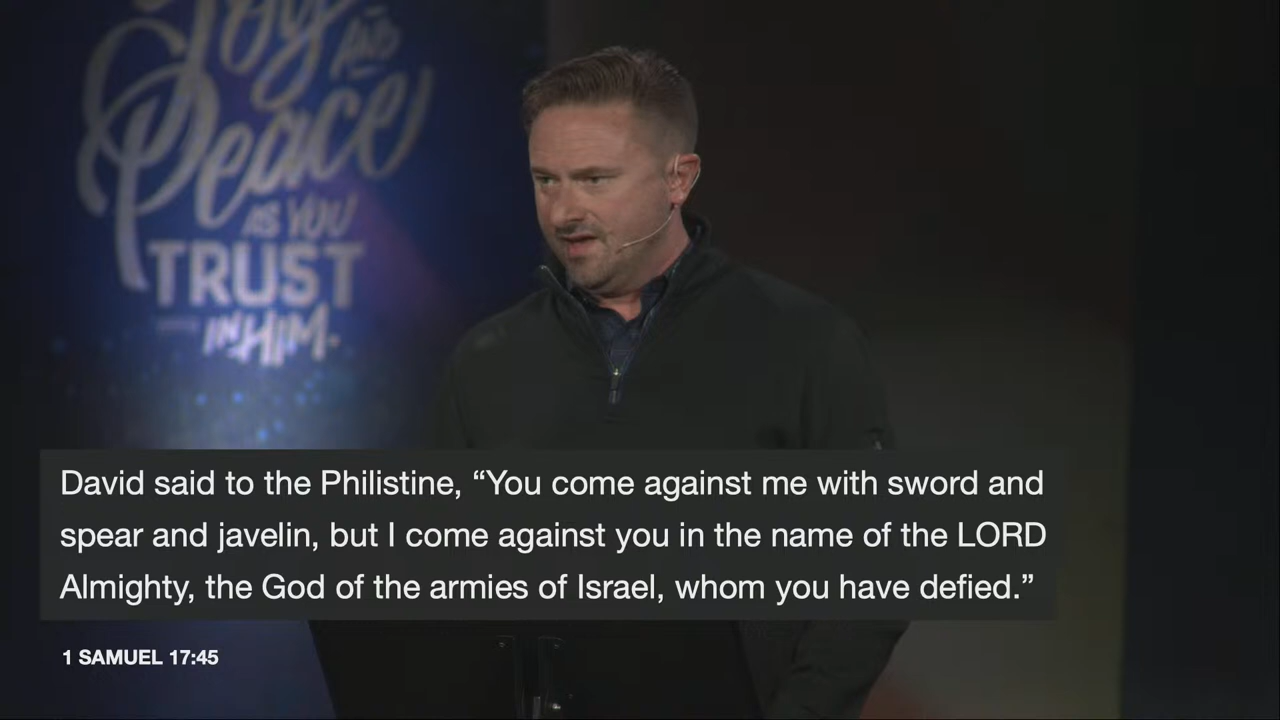 Joy
AND
Peace
AS YOU
TRUST
IN HIM.
David said to the Philistine, “You come against me with sword and
spear and javelin, but I come against you in the name of the LORD
Almighty, the God of the armies of Israel, whom you have defied.”
1 SAMUEL 17:45